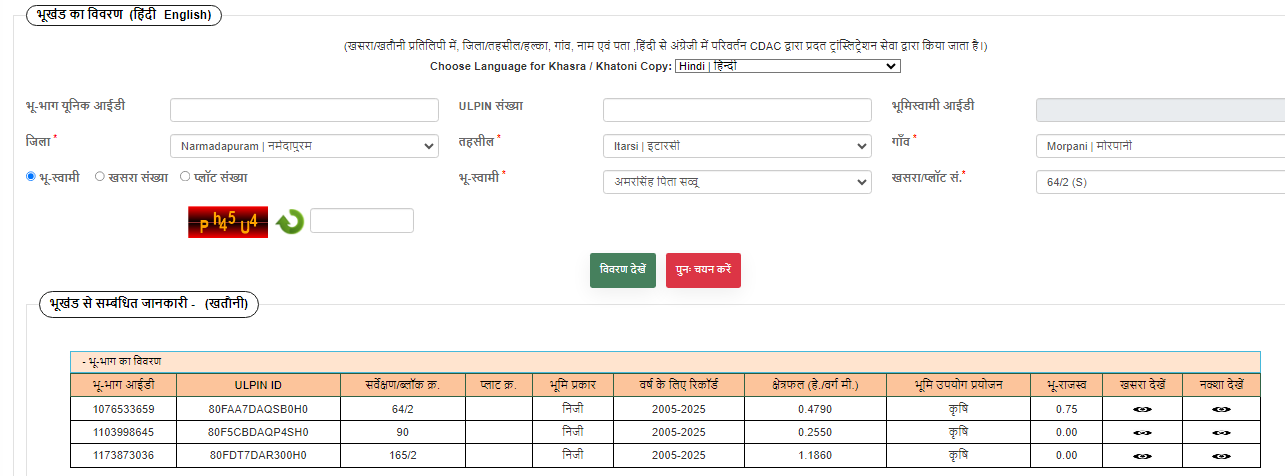 भूखंड का विवरण (हिंदी English)
(खसरा/खतौनी प्रतिलिपी में, जिला/तहसील/हल्का, गांव, नाम एवं पता ,हिंदी से अंग्रेजी में परिवर्तन CDAC द्वारा प्रदत ट्रांस्लिट्रेशन सेवा द्वारा किया जाता है।)
Choose Language for Khasra / Khatoni Copy: Hindi | हिन्दी
भू-भाग यूनिक आईडी ULPIN संख्या भूमिस्वामी आईडी
जिला * Narmadapuram | नर्मदापुरम तहसील * Itarsi | इटारसी गाँव * Morpani | मोरपानी
भू-स्वामी खसरा संख्या प्लॉट संख्या भू-स्वामी * अमरसिंह पिता सव्वू खसरा/प्लॉट सं.* 64/2 (S)
Ph45U4
विवरण देखें पुनः चयन करें
भूखंड से सम्बंधित जानकारी - (खतौनी)
- भू-भाग का विवरण
भू-भाग आईडी ULPIN ID सर्वेक्षण/ब्लॉक क्र. प्लाट क्र. भूमि प्रकार वर्ष के लिए रिकॉर्ड क्षेत्रफल (हे./वर्ग मी.) भूमि उपयोग प्रयोजन भू-राजस्व खसरा देखें नक्शा देखें
1076533659 80FAA7DAQSB0H0 64/2 निजी 2005-2025 0.4790 कृषि 0.75
1103998645 80F5CBDAQP4SH0 90 निजी 2005-2025 0.2550 कृषि 0.00
1173873036 80FDT7DAR300H0 165/2 निजी 2005-2025 1.1860 कृषि 0.00